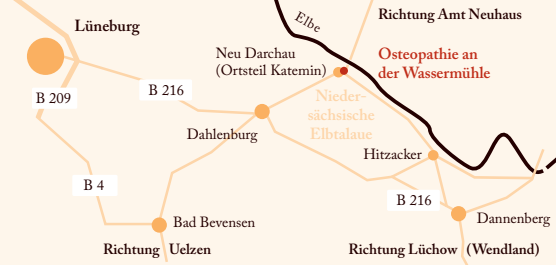 Richtung Amt Neuhaus
Elbe
Lüneburg
Neu Darchau
(Ortsteil Katemin)
Osteopathie an
der Wassermühle
B 216
B 209
Nieder-
sächsische
Elbtalaue
Dahlenburg
Hitzacker
B 4
B 216
Dannenberg
Bad Bevensen
Richtung Uelzen
Richtung Lüchow (Wendland)